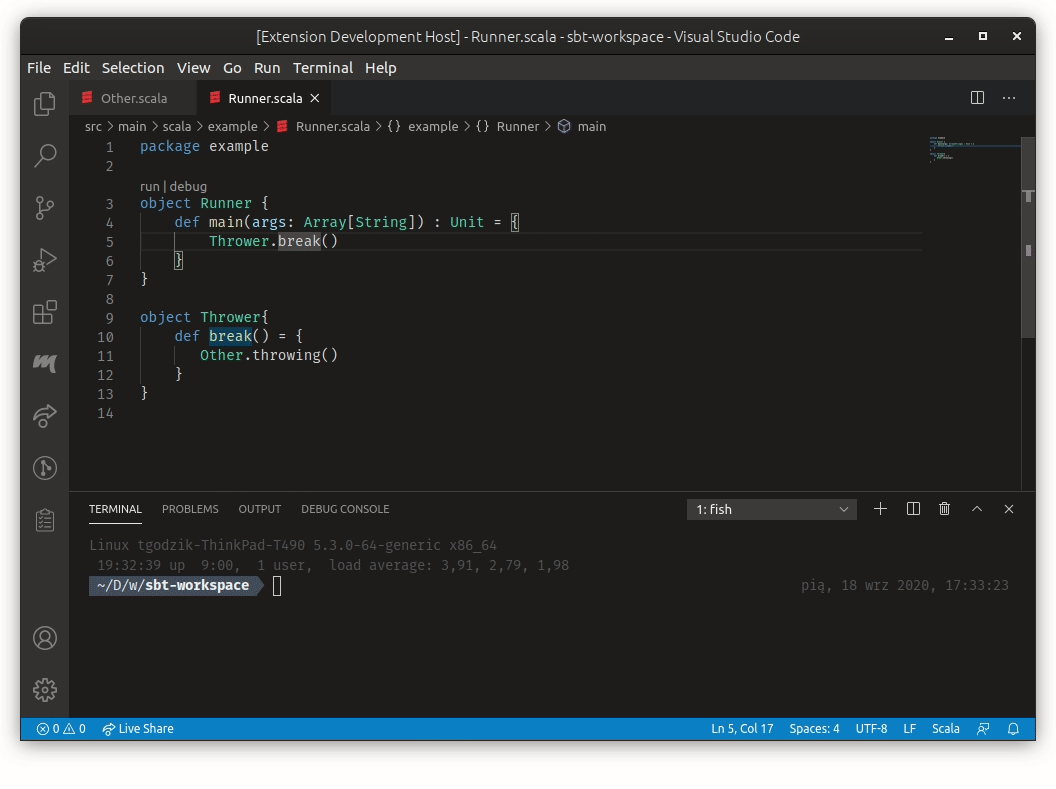 [Extension Development Host] - Runner.scala - sbt-workspace - Visual Studio Code
File Edit Selection View Go Run Terminal Help
Other.scala Runner.scala
src > main > scala > example > Runner.scala > {} example > {} Runner > main
1 package example
2
run | debug
3 object Runner {
4 def main(args: Array[String]) : Unit = {
5 Thrower.break()
6 }
7 }
8
9 object Thrower{
10 def break() = {
11 Other.throwing()
12 }
13 }
14
TERMINAL PROBLEMS OUTPUT DEBUG CONSOLE 1: fish
Linux tgodzik-ThinkPad-T490 5.3.0-64-generic x86_64
19:32:39 up 9:00, 1 user, load average: 3,91, 2,79, 1,98
~/D/w/sbt-workspace pią, 18 wrz 2020, 17:33:23
0 0 Live Share Ln 5, Col 17 Spaces: 4 UTF-8 LF Scala